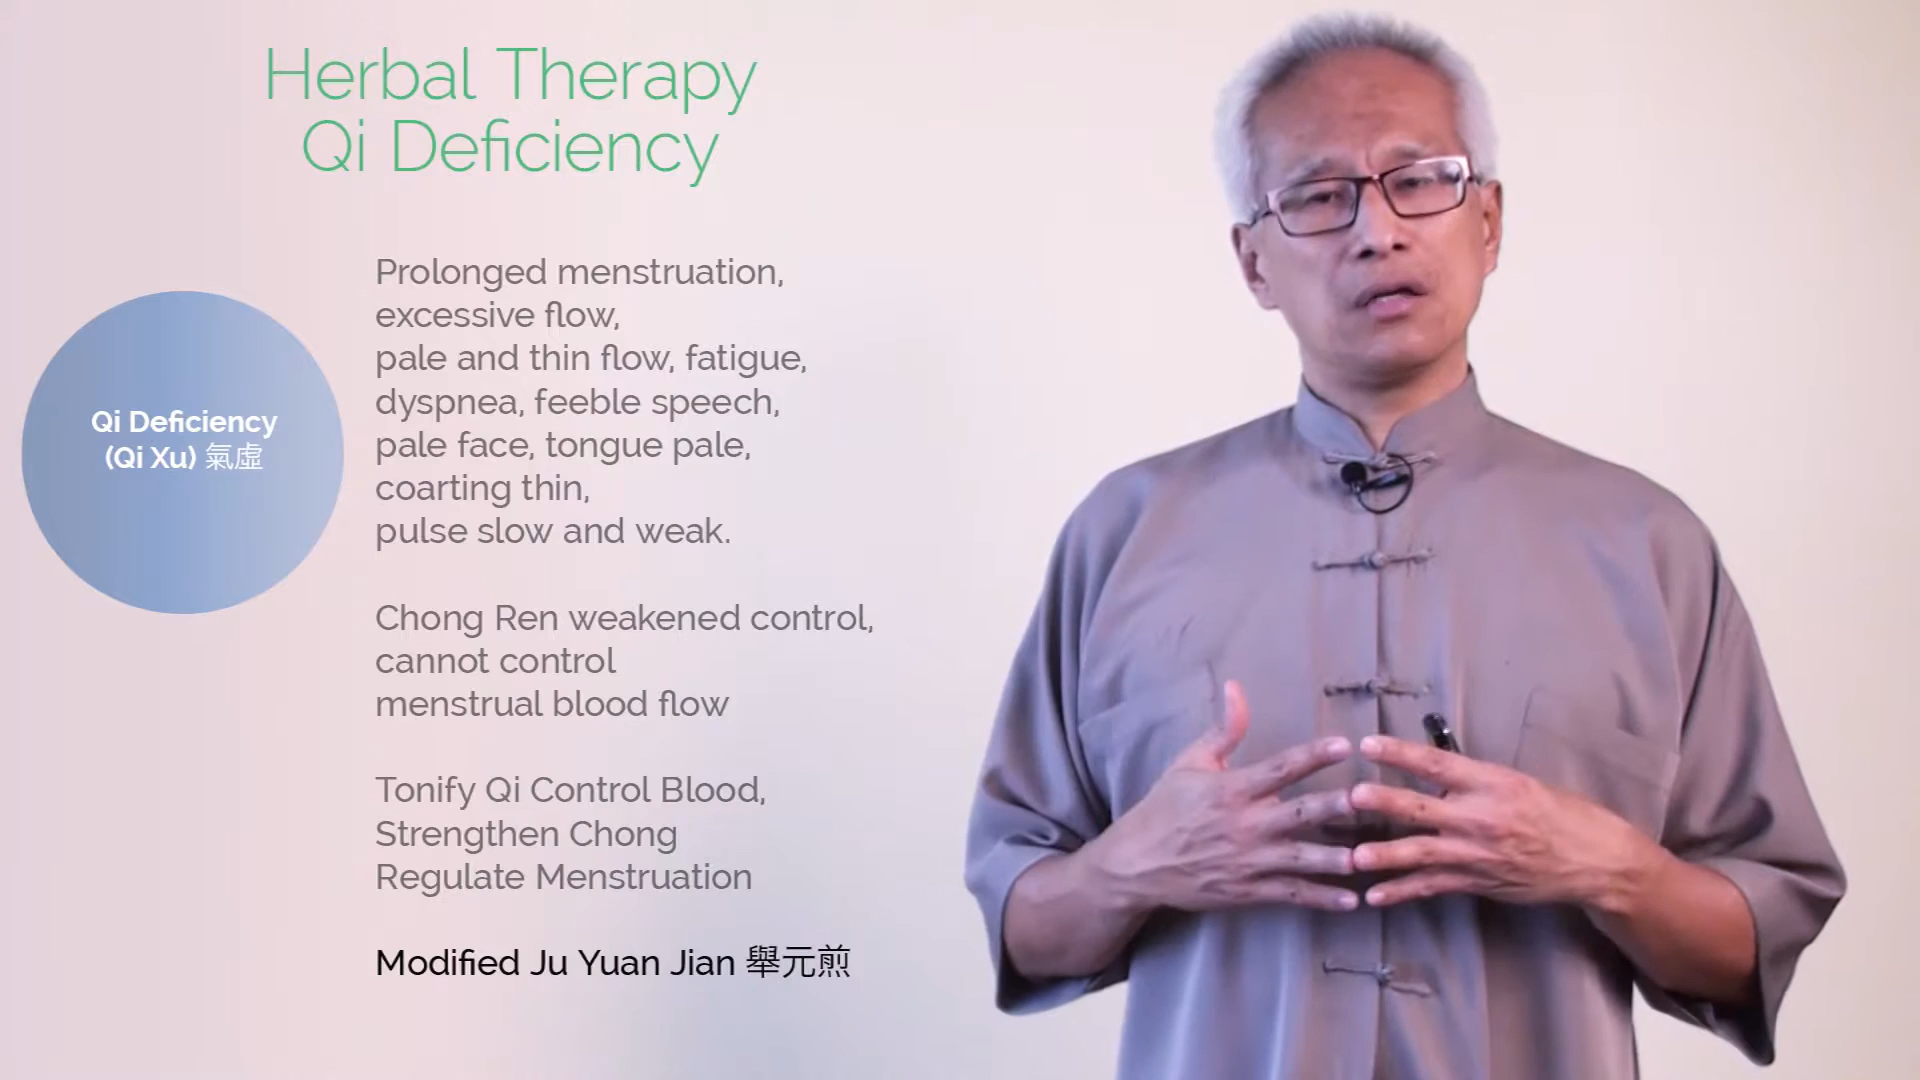 Herbal Therapy
Qi Deficiency
Qi Deficiency
(Qi Xu) 氣虛
Prolonged menstruation,
excessive flow,
pale and thin flow, fatigue,
dyspnea, feeble speech,
pale face, tongue pale,
coarting thin,
pulse slow and weak.
Chong Ren weakened control,
cannot control
menstrual blood flow
Tonify Qi Control Blood,
Strengthen Chong
Regulate Menstruation
Modified Ju Yuan Jian 舉元煎